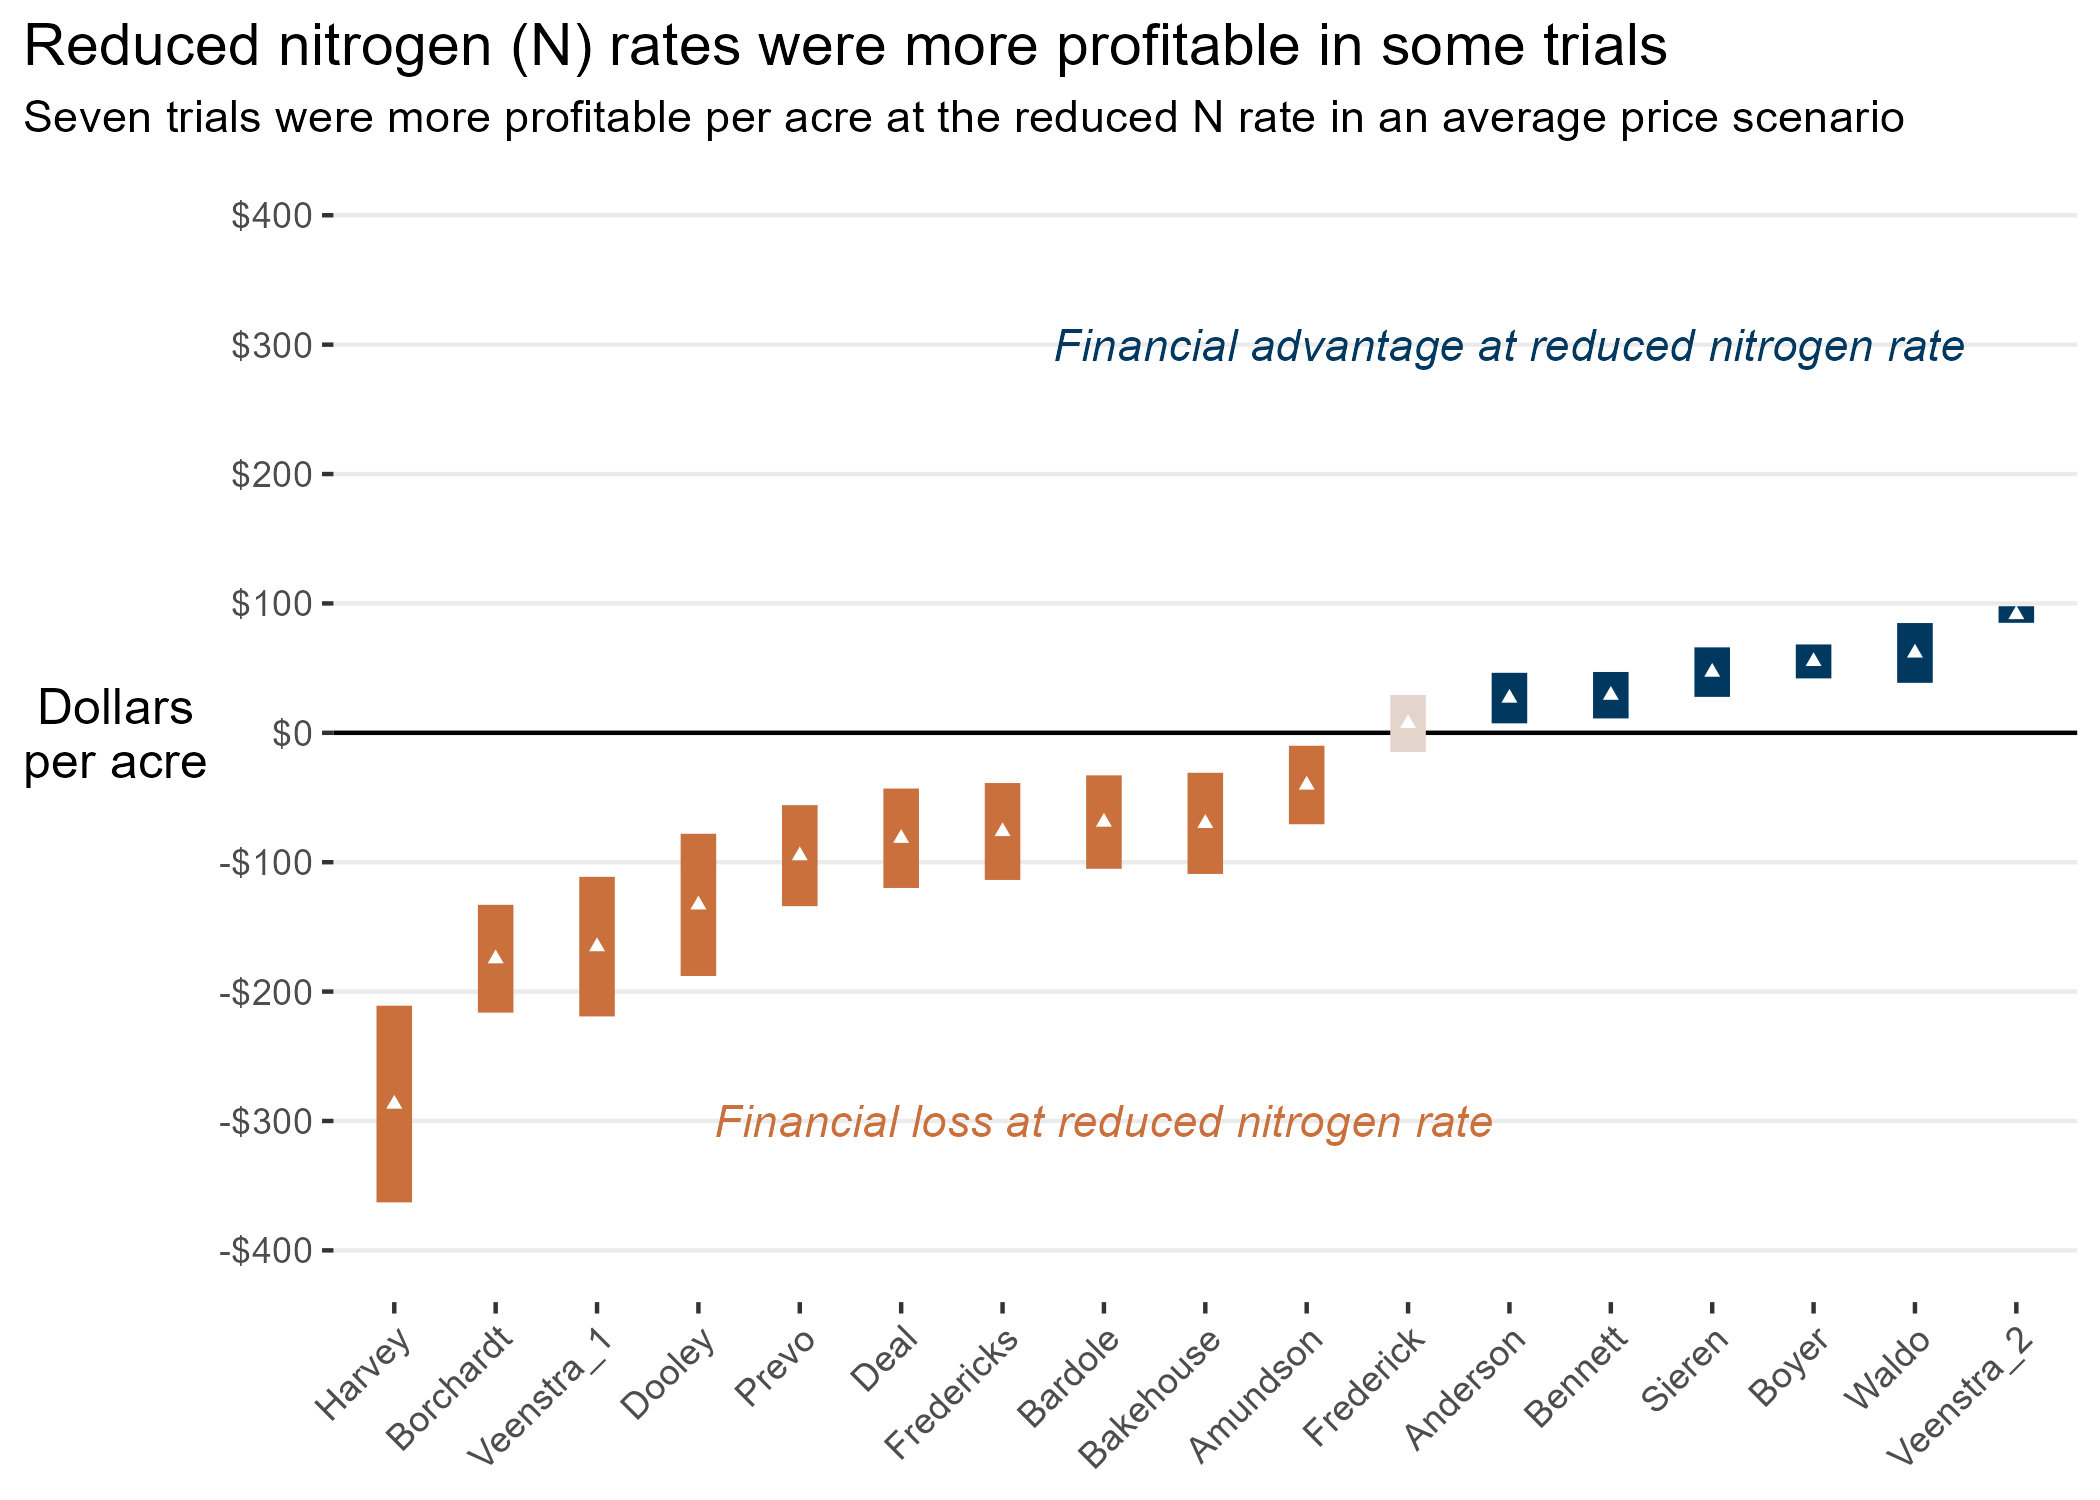 Reduced nitrogen (N) rates were more profitable in some trials
Seven trials were more profitable per acre at the reduced N rate in an average price scenario
$400
$300
Financial advantage at reduced nitrogen rate
$200
$100
Dollars
per acre
$0
-$100
-$200
-$300
Financial loss at reduced nitrogen rate
-$400
Harvey
Borchardt
Veenstra_1
Dooley
Prevo
Deal
Fredericks
Bardole
Bakehouse
Amundson
Frederick
Anderson
Bennett
Sieren
Boyer
Waldo
Veenstra_2